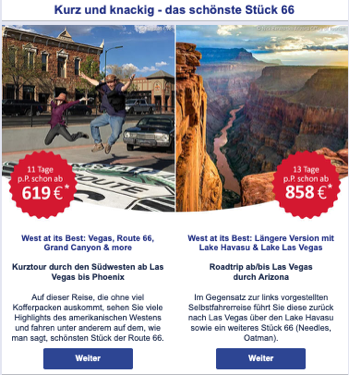 Kurz und knackig - das schönste Stück 66
11 Tage
p.P. schon ab
619 €*
13 Tage
p.P. schon ab
858 €*
West at its Best: Vegas, Route 66,
Grand Canyon & more
Kurztour durch den Südwesten ab Las
Vegas bis Phoenix
Auf dieser Reise, die ohne viel
Kofferpacken auskommt, sehen Sie viele
Highlights des amerikanischen Westens
und fahren unter anderem auf dem, wie
man sagt, schönsten Stück der Route 66.
Weiter
West at its Best: Längere Version mit
Lake Havasu & Lake Las Vegas
Roadtrip ab/bis Las Vegas
durch Arizona
Im Gegensatz zur links vorgestellten
Selbstfahrerreise führt Sie diese zurück
nach Las Vegas über den Lake Havasu
sowie ein weiteres Stück 66 (Needles,
Oatman).
Weiter